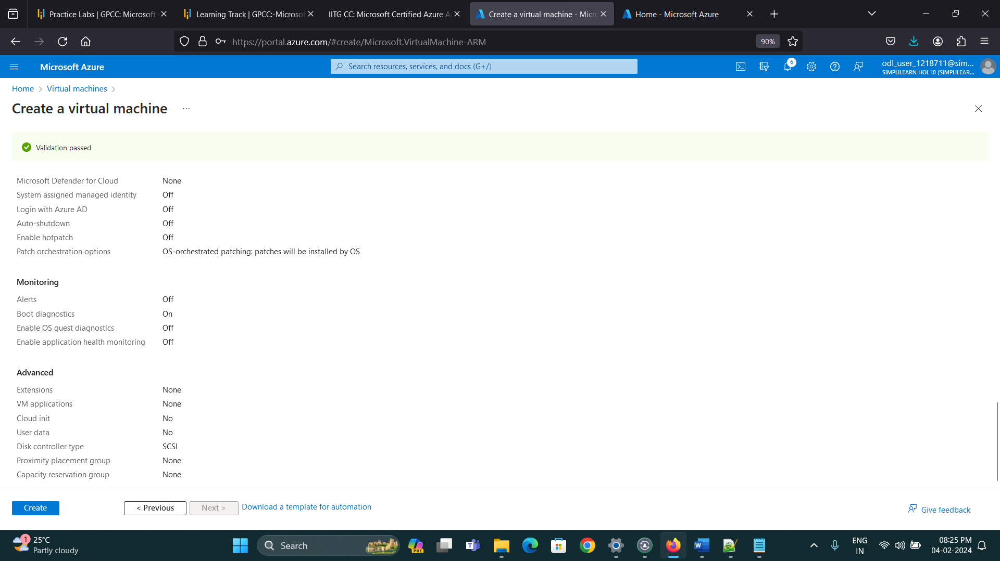 Practice Labs | GPCC: Microsoft
Learning Track | GPCC:-Microsof
IITG CC: Microsoft Certified Azure A
Create a virtual machine - Micro
Home - Microsoft Azure
https://portal.azure.com/#create/Microsoft.VirtualMachine-ARM
90%
Microsoft Azure
Search resources, services, and docs (G+/)
6
odl_user_1218711@sim...
SIMPLILEARN HOL 10 (SIMPLILEAR...
Home > Virtual machines >
Create a virtual machine ...
Validation passed
Microsoft Defender for Cloud None
System assigned managed identity Off
Login with Azure AD Off
Auto-shutdown Off
Enable hotpatch Off
Patch orchestration options OS-orchestrated patching: patches will be installed by OS
Monitoring
Alerts Off
Boot diagnostics On
Enable OS guest diagnostics Off
Enable application health monitoring Off
Advanced
Extensions None
VM applications None
Cloud init No
User data No
Disk controller type SCSI
Proximity placement group None
Capacity reservation group None
Create
< Previous
Next >
Download a template for automation
Give feedback
1
25°C
Partly cloudy
Search
PRE
ENG
IN
08:25 PM
04-02-2024